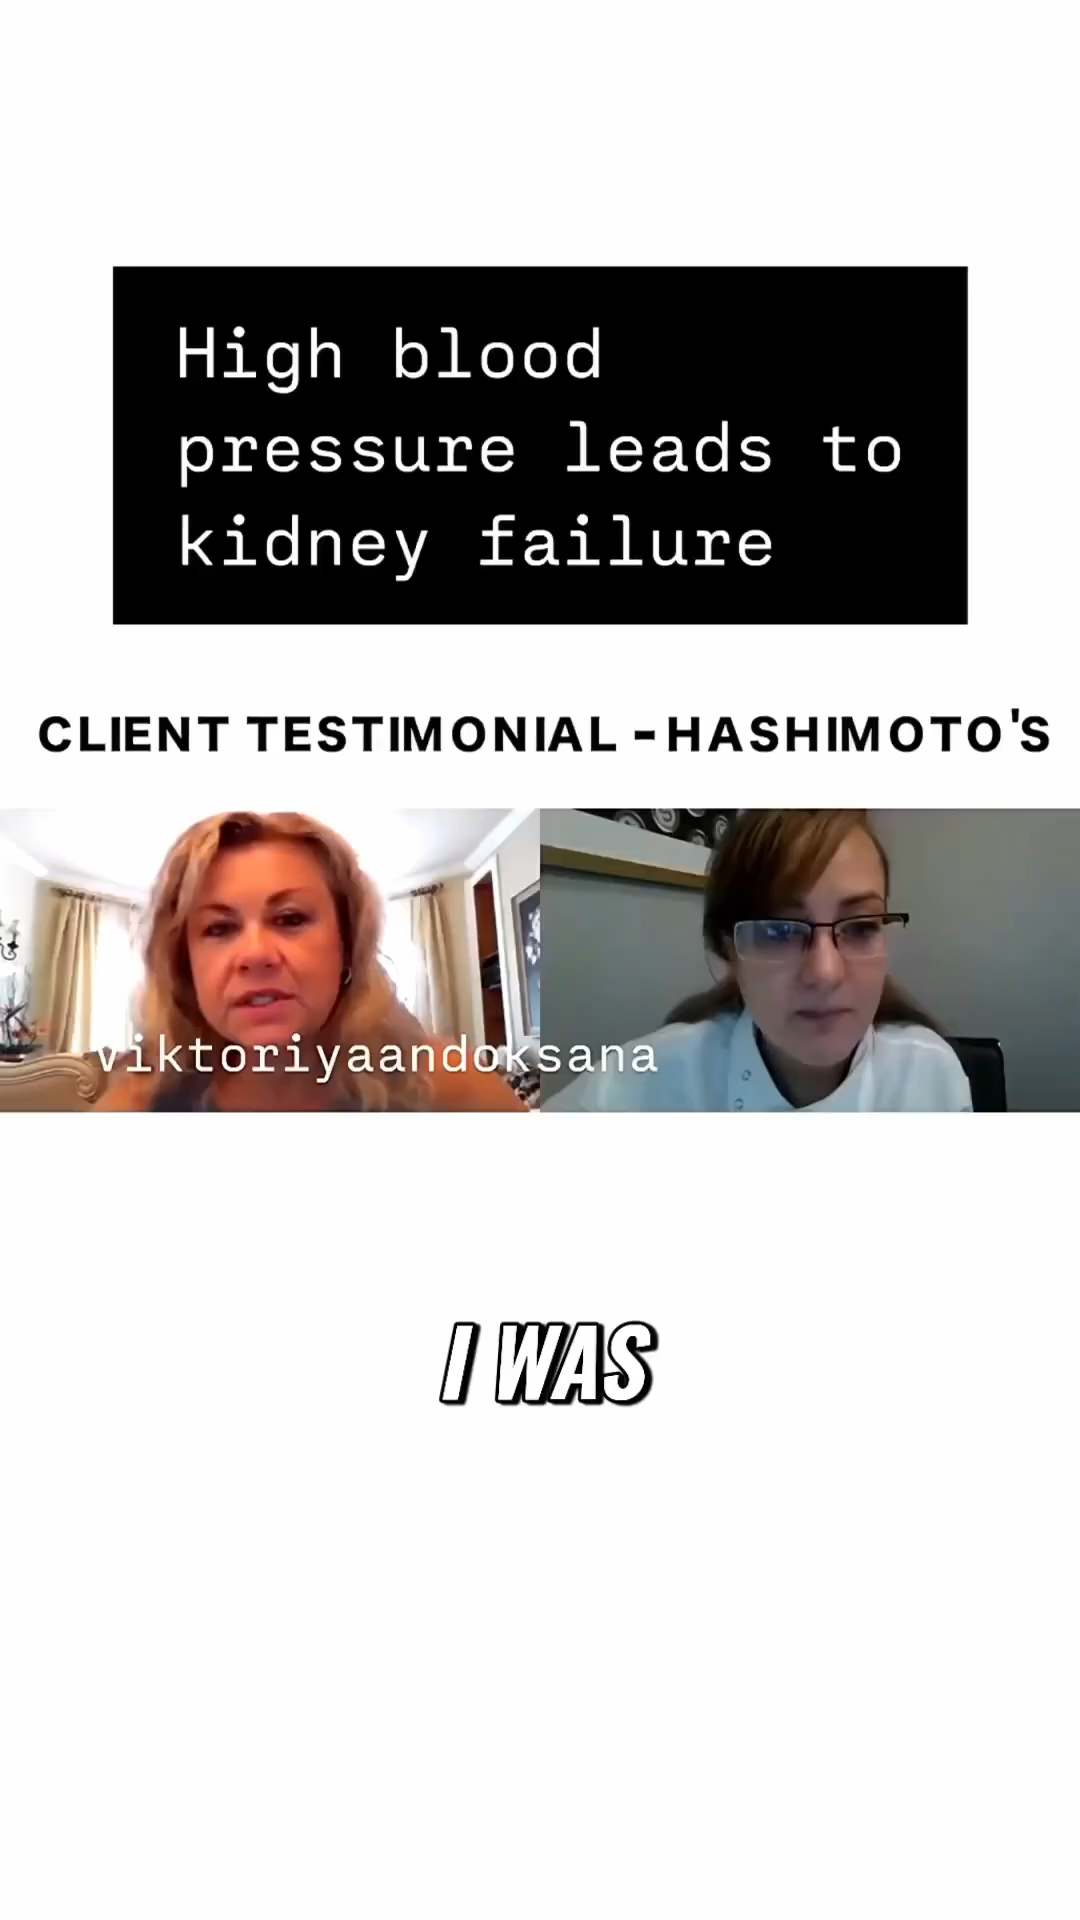 High blood
pressure leads to
kidney failure
CLIENT TESTIMONIAL - HASHIMOTO'S
viktoriyaandoksana
I WAS